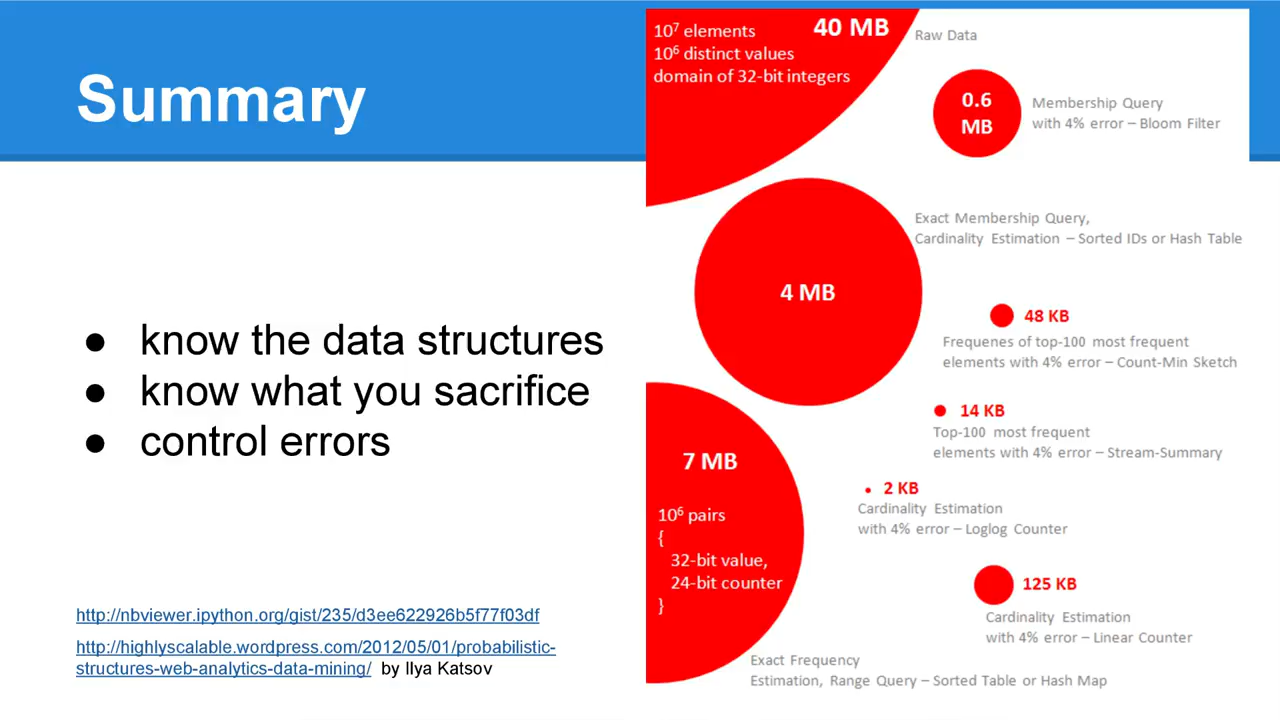 Summary
● know the data structures
● know what you sacrifice
● control errors
http://nbviewer.ipython.org/gist/235/d3ee622926b5f77f03df
http://highlyscalable.wordpress.com/2012/05/01/probabilistic-
structures-web-analytics-data-mining/ by Ilya Katsov
10⁷ elements
10⁶ distinct values
domain of 32-bit integers
40 MB
Raw Data
0.6
MB
Membership Query
with 4% error – Bloom Filter
4 MB
Exact Membership Query,
Cardinality Estimation – Sorted IDs or Hash Table
48 KB
Frequenes of top-100 most frequent
elements with 4% error – Count-Min Sketch
14 KB
Top-100 most frequent
elements with 4% error – Stream-Summary
2 KB
Cardinality Estimation
with 4% error – Loglog Counter
125 KB
Cardinality Estimation
with 4% error – Linear Counter
7 MB
10⁶ pairs
{
32-bit value,
24-bit counter
}
Exact Frequency
Estimation, Range Query – Sorted Table or Hash Map